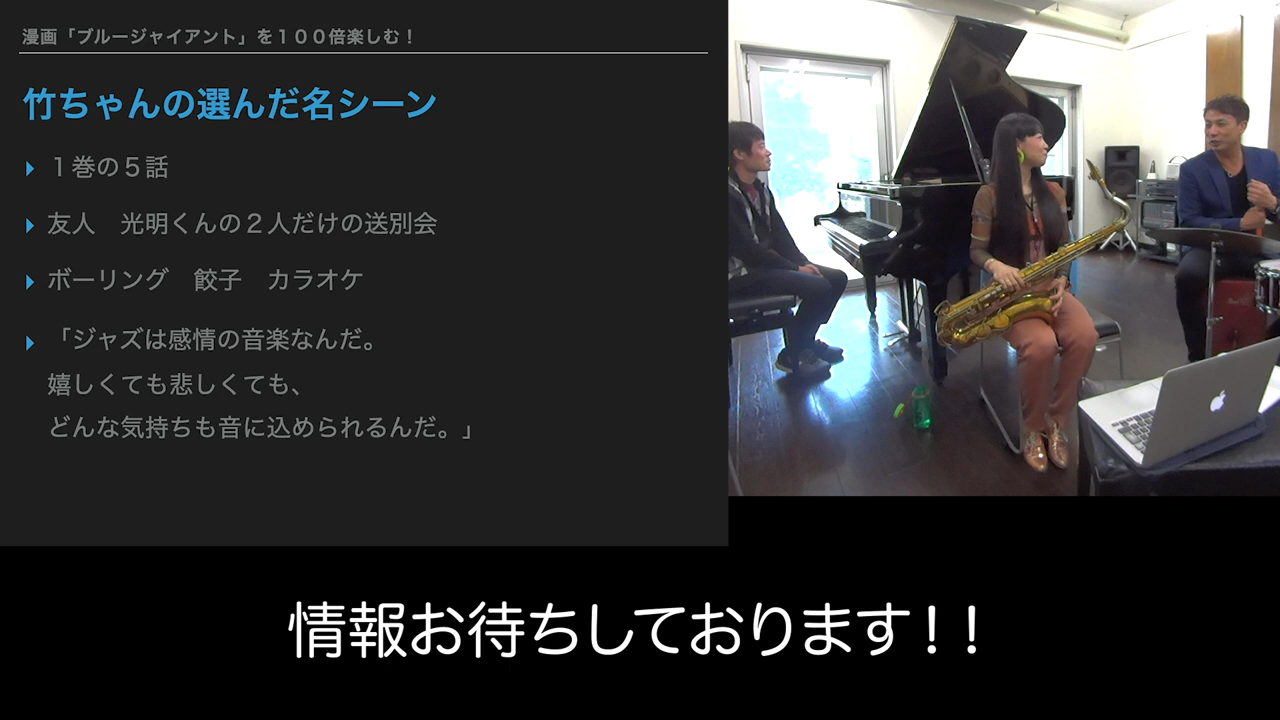 漫画「ブルージャイアント」を１００倍楽しむ！
竹ちゃんの選んだ名シーン
１巻の５話
友人　光明くんの２人だけの送別会
ボーリング　餃子　カラオケ
「ジャズは感情の音楽なんだ。
嬉しくても悲しくても、
どんな気持ちも音に込められるんだ。」
情報お待ちしております！！